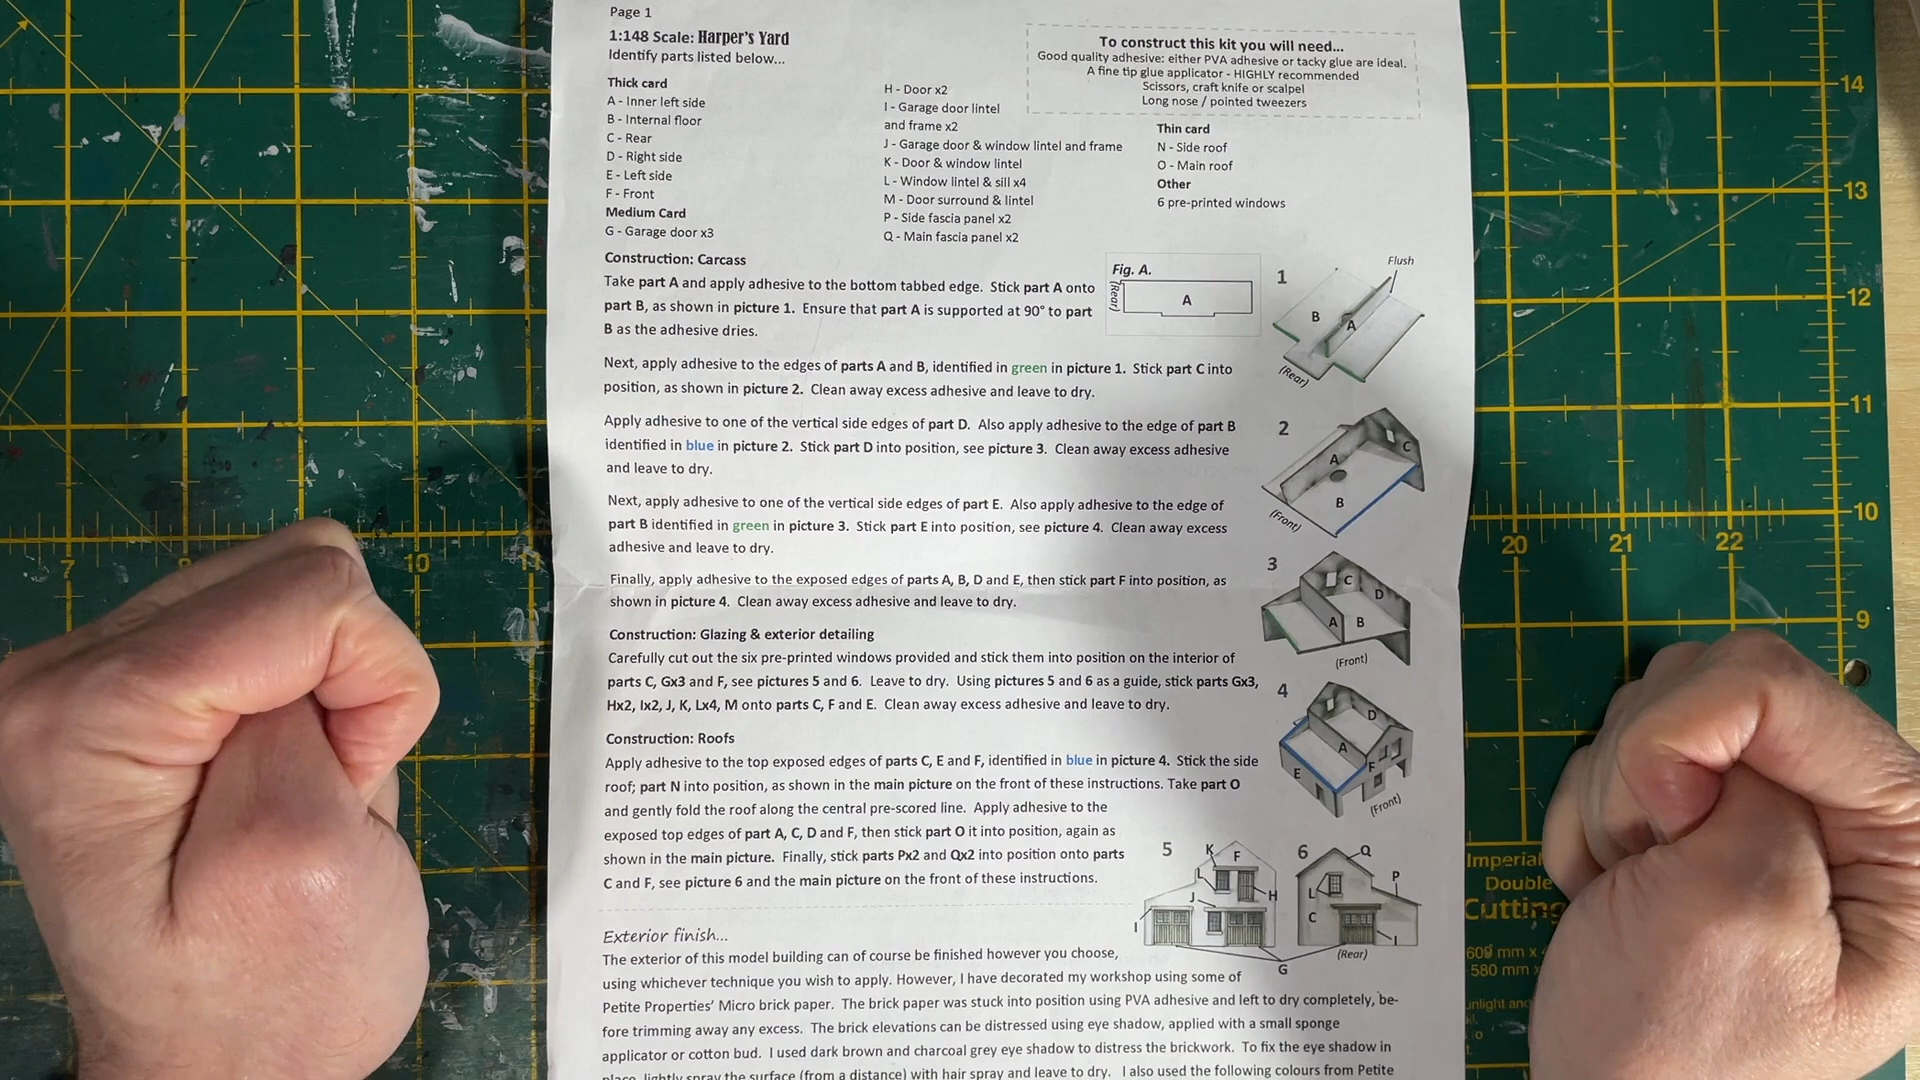 Page 1
1:148 Scale: Harper's Yard
Identify parts listed below...
To construct this kit you will need...
Good quality adhesive: either PVA adhesive or tacky glue are ideal.
A fine tip glue applicator - HIGHLY recommended
Scissors, craft knife or scalpel
Long nose / pointed tweezers
Thick card
A - Inner left side
B - Internal floor
C - Rear
D - Right side
E - Left side
F - Front
Medium Card
G - Garage door x3
H - Door x2
I - Garage door lintel
and frame x2
J - Garage door & window lintel and frame
K - Door & window lintel
L - Window lintel & sill x4
M - Door surround & lintel
P - Side fascia panel x2
Q - Main fascia panel x2
Thin card
N - Side roof
O - Main roof
Other
6 pre-printed windows
Construction: Carcass
Take part A and apply adhesive to the bottom tabbed edge. Stick part A onto
part B, as shown in picture 1. Ensure that part A is supported at 90° to part
B as the adhesive dries.
Fig. A.
(Rear)
A
1
Flush
B
A
(Rear)
Next, apply adhesive to the edges of parts A and B, identified in green in picture 1. Stick part C into
position, as shown in picture 2. Clean away excess adhesive and leave to dry.
Apply adhesive to one of the vertical side edges of part D. Also apply adhesive to the edge of part B
identified in blue in picture 2. Stick part D into position, see picture 3. Clean away excess adhesive
and leave to dry.
2
C
A
B
(Front)
Next, apply adhesive to one of the vertical side edges of part E. Also apply adhesive to the edge of
part B identified in green in picture 3. Stick part E into position, see picture 4. Clean away excess
adhesive and leave to dry.
Finally, apply adhesive to the exposed edges of parts A, B, D and E, then stick part F into position, as
shown in picture 4. Clean away excess adhesive and leave to dry.
3
C
D
A
B
(Front)
Construction: Glazing & exterior detailing
Carefully cut out the six pre-printed windows provided and stick them into position on the interior of
parts C, Gx3 and F, see pictures 5 and 6. Leave to dry. Using pictures 5 and 6 as a guide, stick parts Gx3,
Hx2, Ix2, J, K, Lx4, M onto parts C, F and E. Clean away excess adhesive and leave to dry.
4
D
A
F
E
(Front)
Construction: Roofs
Apply adhesive to the top exposed edges of parts C, E and F, identified in blue in picture 4. Stick the side
roof; part N into position, as shown in the main picture on the front of these instructions. Take part O
and gently fold the roof along the central pre-scored line. Apply adhesive to the
exposed top edges of part A, C, D and F, then stick part O it into position, again as
shown in the main picture. Finally, stick parts Px2 and Qx2 into position onto parts
C and F, see picture 6 and the main picture on the front of these instructions.
5
K
F
L
H
J
I
G
6
Q
P
L
C
I
(Rear)
Exterior finish...
The exterior of this model building can of course be finished however you choose,
using whichever technique you wish to apply. However, I have decorated my workshop using some of
Petite Properties' Micro brick paper. The brick paper was stuck into position using PVA adhesive and left to dry completely, be-
fore trimming away any excess. The brick elevations can be distressed using eye shadow, applied with a small sponge
applicator or cotton bud. I used dark brown and charcoal grey eye shadow to distress the brickwork. To fix the eye shadow in
place, lightly spray the surface (from a distance) with hair spray and leave to dry. I also used the following colours from Petite
7
8
10
11
20
21
22
14
13
12
11
10
9
Imperial
Double
Cutting
609 mm x
580 mm x